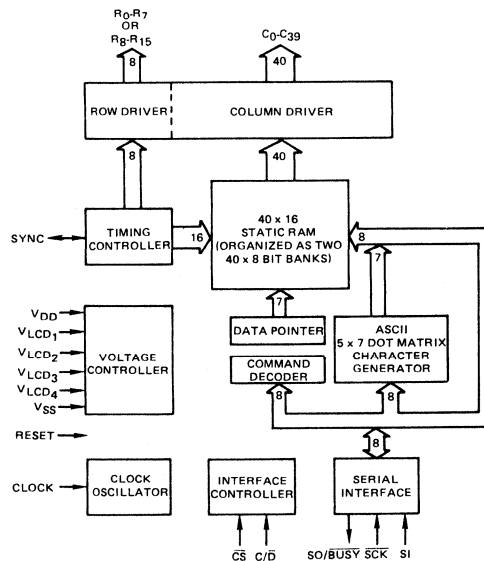 R0-R7
OR
R8-R15
C0-C39
8
40
ROW DRIVER
COLUMN DRIVER
8
40
SYNC
TIMING
CONTROLLER
16
40 x 16
STATIC RAM
(ORGANIZED AS TWO
40 x 8 BIT BANKS)
8
7
7
VDD
VLCD1
VLCD2
VLCD3
VLCD4
VSS
VOLTAGE
CONTROLLER
DATA POINTER
COMMAND
DECODER
ASCII
5 x 7 DOT MATRIX
CHARACTER
GENERATOR
8
8
RESET
8
CLOCK
CLOCK
OSCILLATOR
INTERFACE
CONTROLLER
SERIAL
INTERFACE
C̅S̅
C/D̅
SO/B̅U̅S̅Y̅
S̅C̅K̅
SI